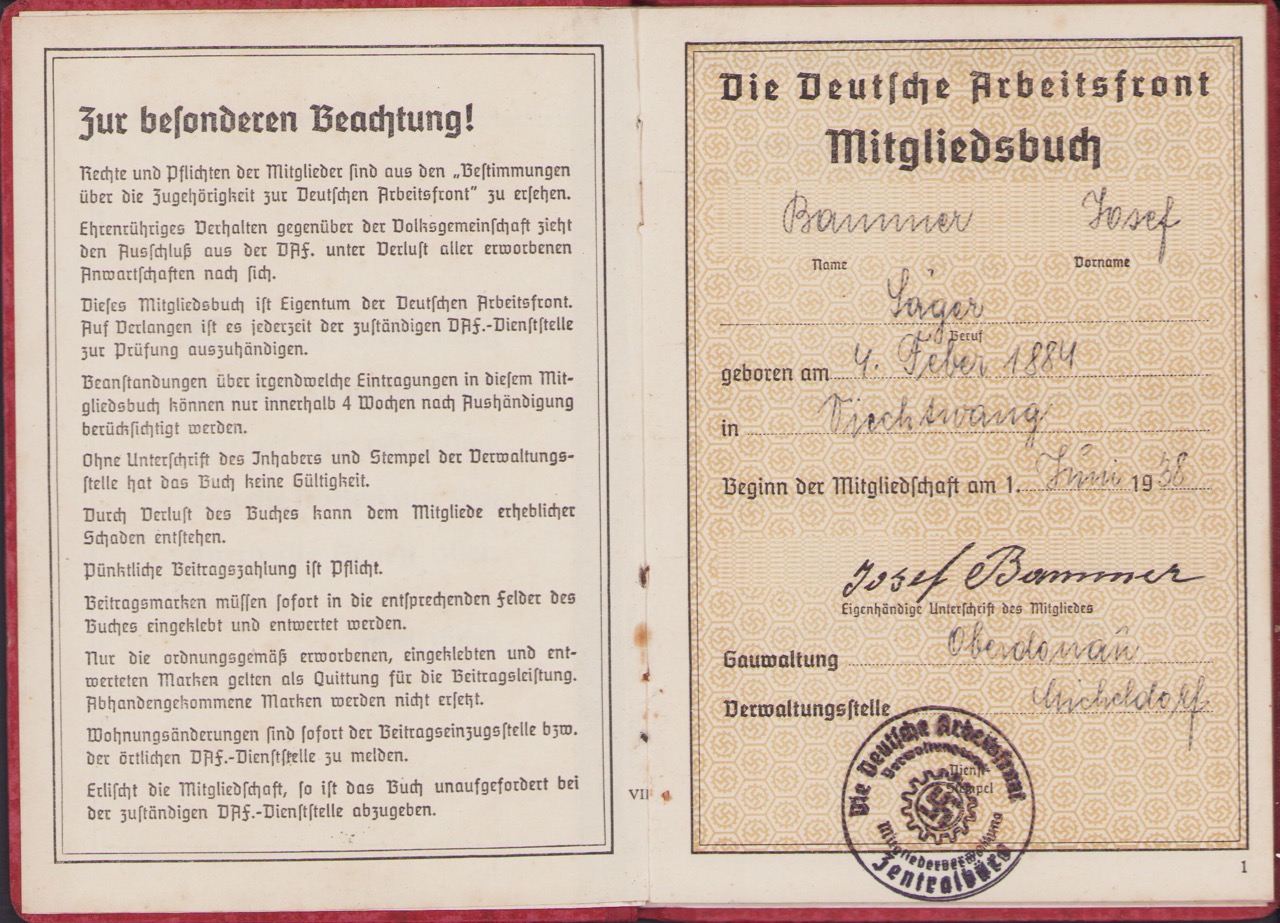 Zur besonderen Beachtung!
Rechte und Pflichten der Mitglieder sind aus den „Bestimmungen
über die Zugehörigkeit zur Deutschen Arbeitsfront" zu ersehen.
Ehrenrühriges Verhalten gegenüber der Volksgemeinschaft zieht
den Ausschluß aus der DAF. unter Verlust aller erworbenen
Anwartschaften nach sich.
Dieses Mitgliedsbuch ist Eigentum der Deutschen Arbeitsfront.
Auf Verlangen ist es jederzeit der zuständigen DAF.-Dienststelle
zur Prüfung auszuhändigen.
Beanstandungen über irgendwelche Eintragungen in diesem Mit-
gliedsbuch können nur innerhalb 4 Wochen nach Aushändigung
berücksichtigt werden.
Ohne Unterschrift des Inhabers und Stempel der Verwaltungs-
stelle hat das Buch keine Gültigkeit.
Durch Verlust des Buches kann dem Mitgliede erheblicher
Schaden entstehen.
Pünktliche Beitragszahlung ist Pflicht.
Beitragsmarken müssen sofort in die entsprechenden Felder des
Buches eingeklebt und entwertet werden.
Nur die ordnungsgemäß erworbenen, eingeklebten und ent-
werteten Marken gelten als Quittung für die Beitragsleistung.
Abhandengekommene Marken werden nicht ersetzt.
Wohnungsänderungen sind sofort der Beitragseinzugsstelle bzw.
der örtlichen DAF.-Dienststelle zu melden.
Erlischt die Mitgliedschaft, so ist das Buch unaufgefordert bei
der zuständigen DAF.-Dienststelle abzugeben.
VII
Die Deutsche Arbeitsfront
Mitgliedsbuch
Bammer Josef
Name Vorname
Säger
Beruf
geboren am 4. Feber 1884
in Viechtwang
Beginn der Mitgliedschaft am 1. Juni 1938
Josef Bammer
Eigenhändige Unterschrift des Mitgliedes
Gauwaltung Oberdonau
Verwaltungsstelle Micheldorf
Dienst-
Stempel
Die Deutsche Arbeitsfront
Mitgliederverwaltung
Zentralbüro
1